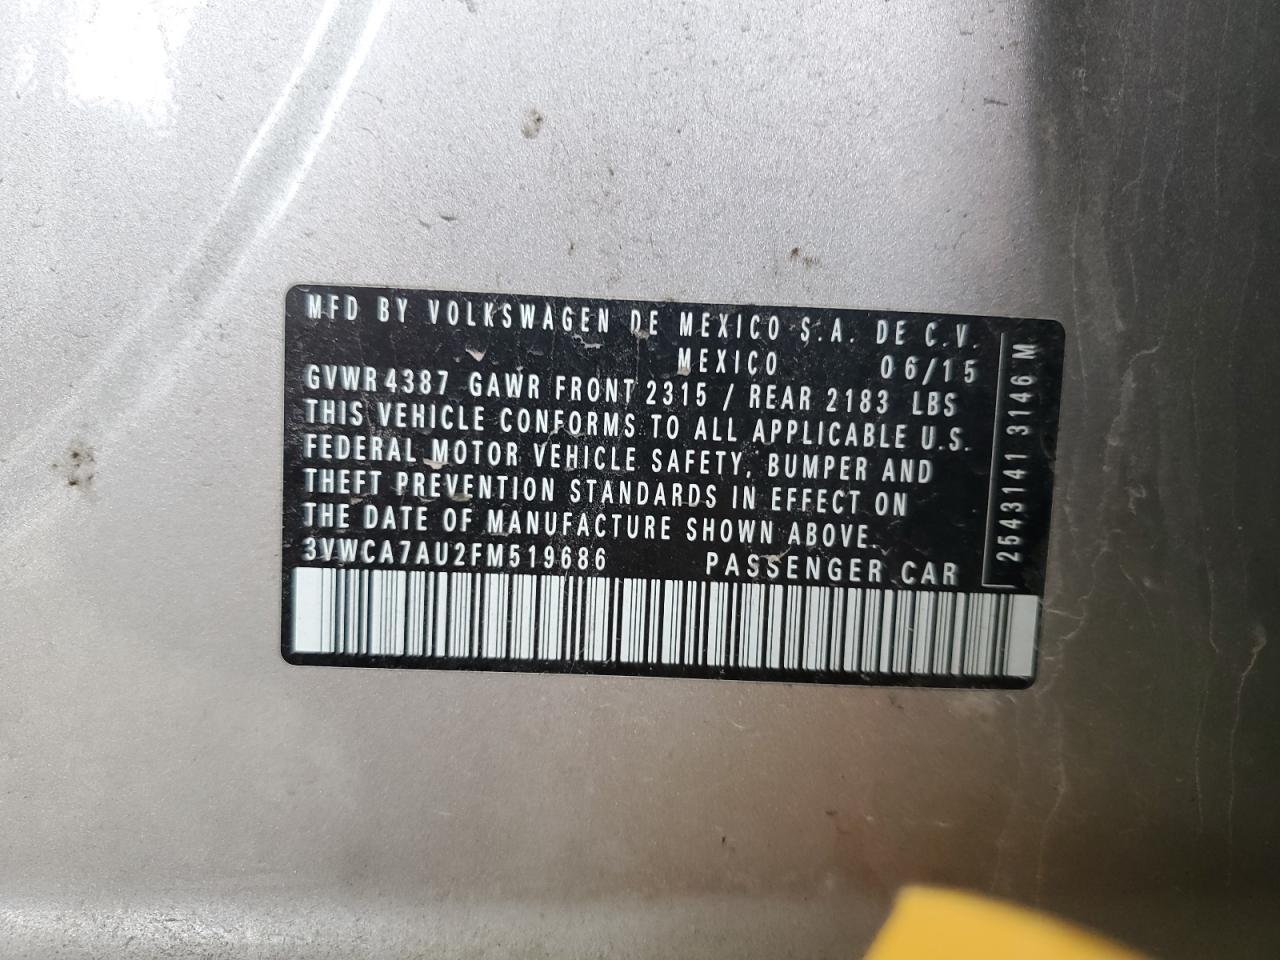 MFD BY VOLKSWAGEN DE MEXICO S.A. DE C.V.
MEXICO 06/15
GVWR 4387 GAWR FRONT 2315 / REAR 2183 LBS
THIS VEHICLE CONFORMS TO ALL APPLICABLE U.S.
FEDERAL MOTOR VEHICLE SAFETY, BUMPER AND
THEFT PREVENTION STANDARDS IN EFFECT ON
THE DATE OF MANUFACTURE SHOWN ABOVE.
3VWCA7AU2FM519686 PASSENGER CAR
2543141 3146 M